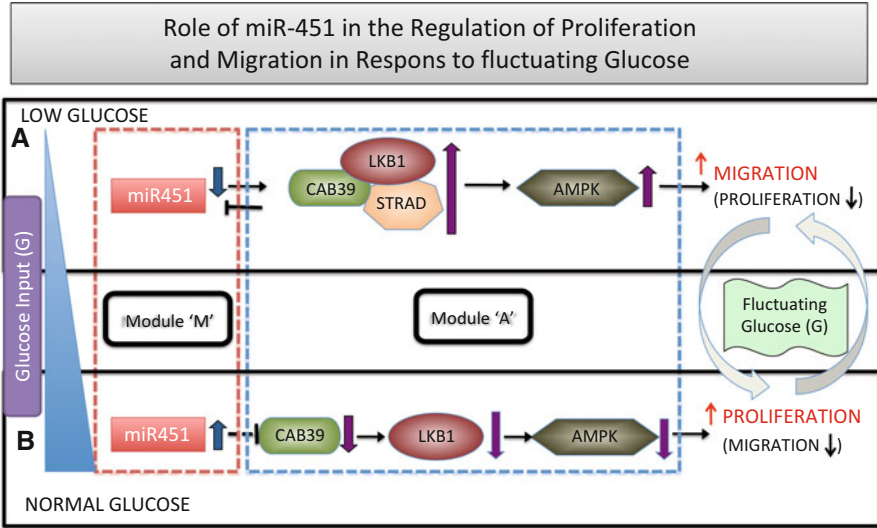 Role of miR-451 in the Regulation of Proliferation
and Migration in Respons to fluctuating Glucose
LOW GLUCOSE
A
miR451
LKB1
CAB39
STRAD
AMPK
MIGRATION
(PROLIFERATION ↓)
Glucose Input (G)
Module ‘M’
Module ‘A’
Fluctuating
Glucose (G)
B
miR451
CAB39
LKB1
AMPK
PROLIFERATION
(MIGRATION ↓)
NORMAL GLUCOSE